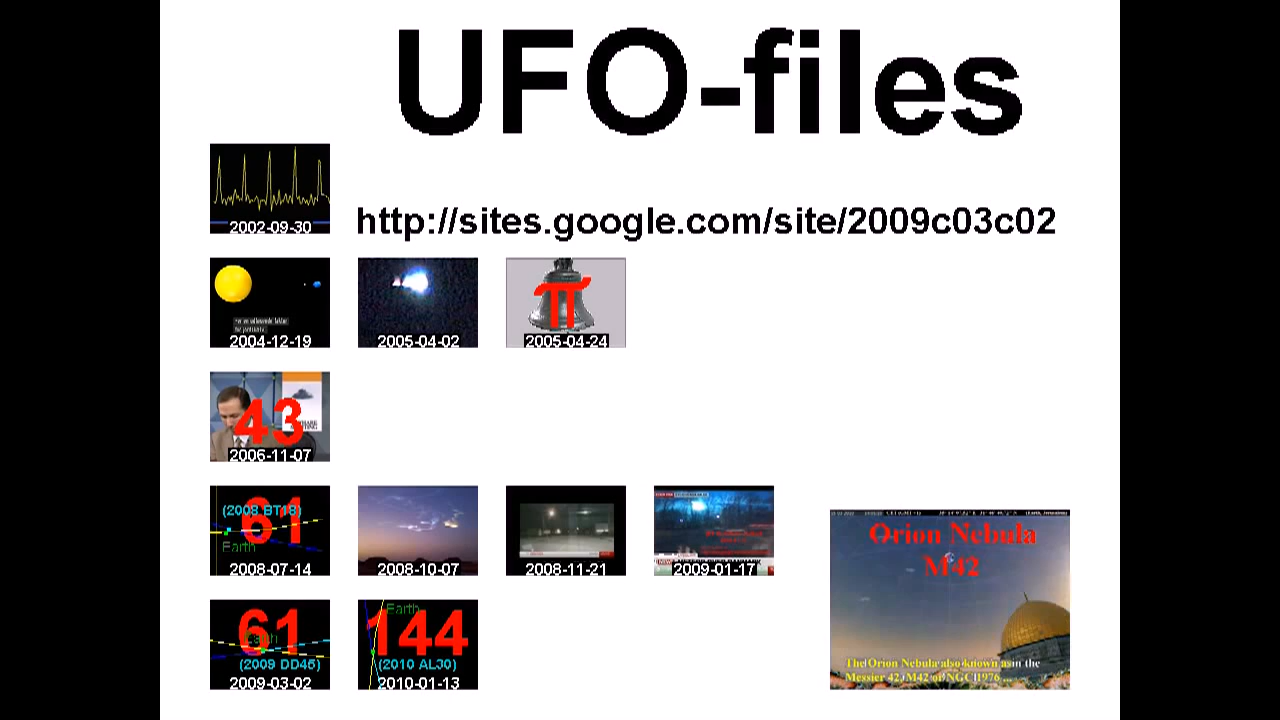 UFO-files
http://sites.google.com/site/2009c03c02
2002-09-30
2004-12-19
2005-04-02
π
2005-04-24
43
2006-11-07
61
(2008 BT18)
Earth
2008-07-14
2008-10-07
2008-11-21
2009-01-17
61
Earth
(2009 DD45)
2009-03-02
Earth
144
(2010 AL30)
2010-01-13
Orion Nebula
M42
The Orion Nebula also known as in the
Messier 42, M42 or NGC 1976 ...